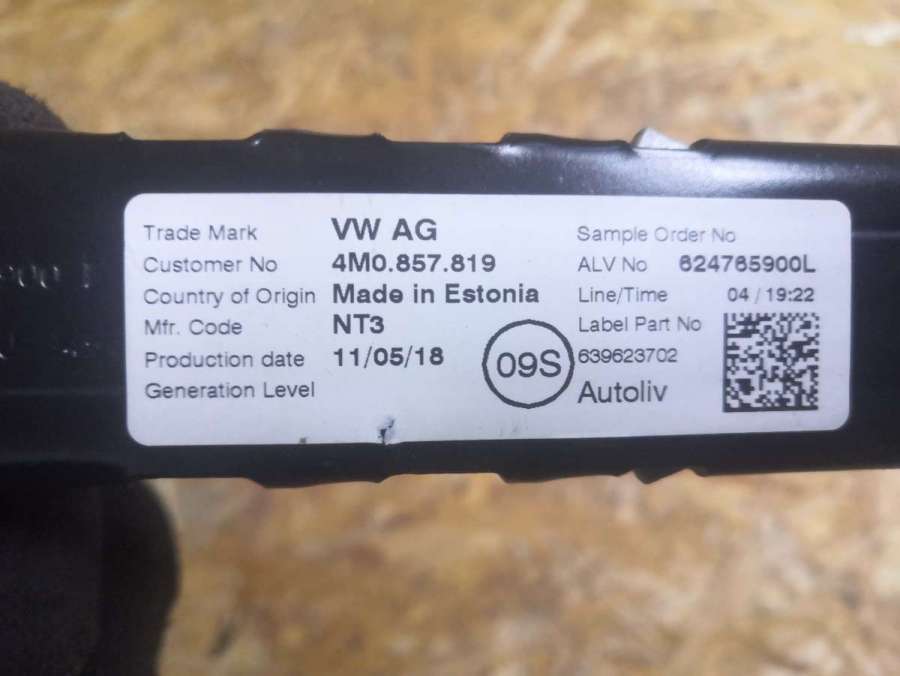 Trade Mark VW AG
Customer No 4M0.857.819
Country of Origin Made in Estonia
Mfr. Code NT3
Production date 11/05/18
Generation Level
09S
Sample Order No
ALV No 624765900L
Line/Time 04 / 19:22
Label Part No
639623702
Autoliv